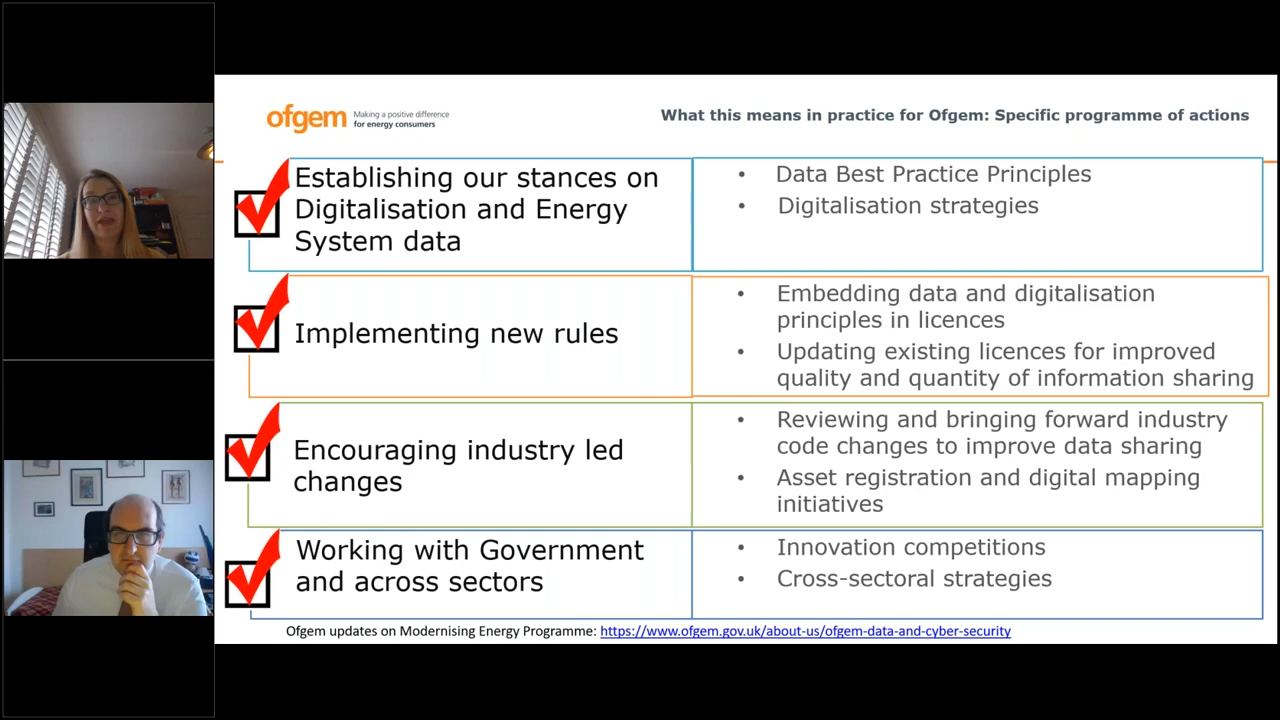 ofgem
Making a positive difference
for energy consumers
What this means in practice for Ofgem: Specific programme of actions
Establishing our stances on
Digitalisation and Energy
System data
• Data Best Practice Principles
• Digitalisation strategies
Implementing new rules
• Embedding data and digitalisation
principles in licences
• Updating existing licences for improved
quality and quantity of information sharing
Encouraging industry led
changes
• Reviewing and bringing forward industry
code changes to improve data sharing
• Asset registration and digital mapping
initiatives
Working with Government
and across sectors
• Innovation competitions
• Cross-sectoral strategies
Ofgem updates on Modernising Energy Programme: https://www.ofgem.gov.uk/about-us/ofgem-data-and-cyber-security